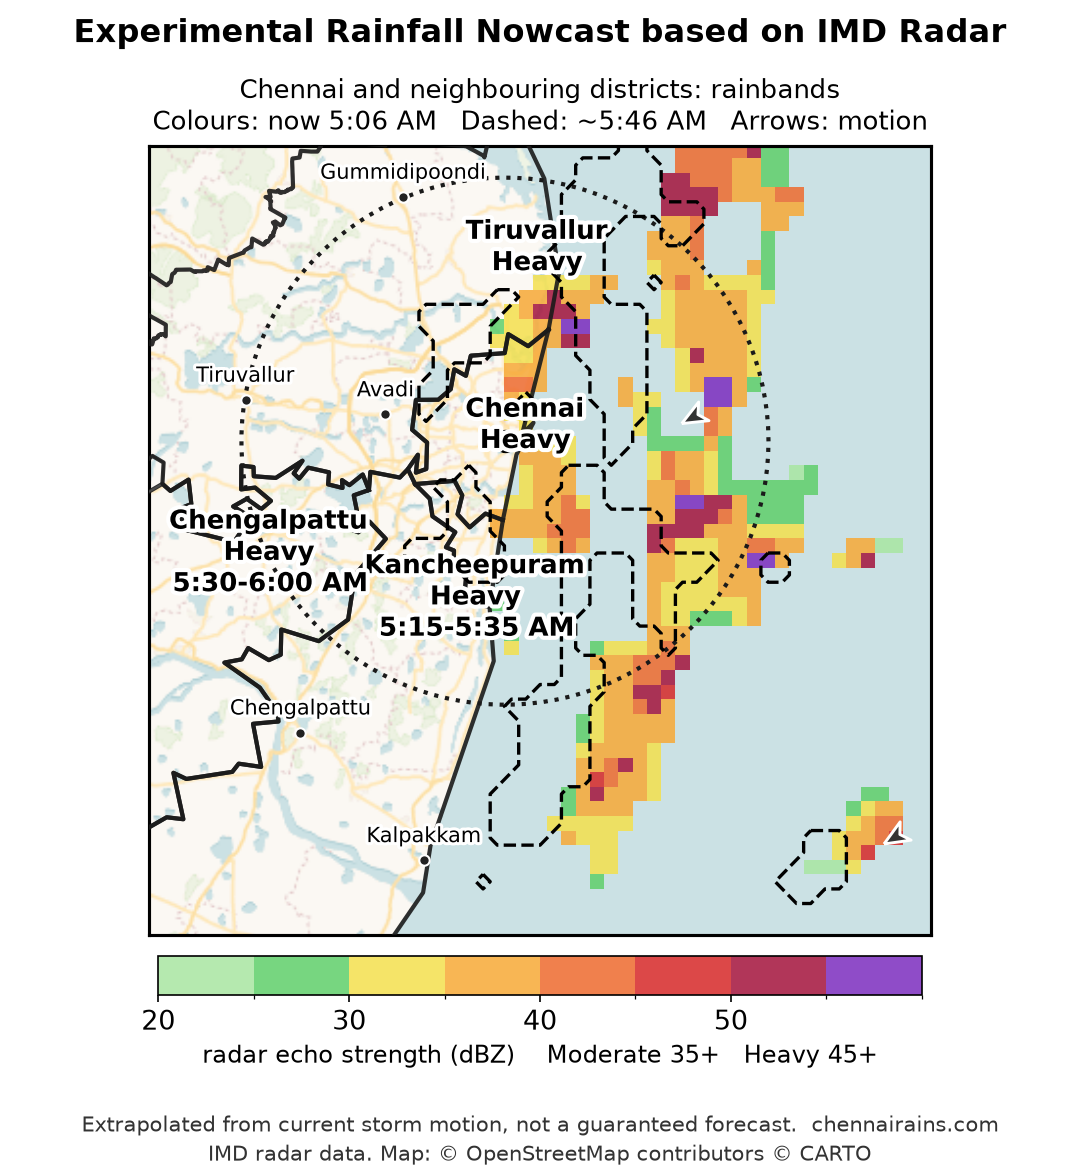 Experimental Rainfall Nowcast based on IMD Radar
Chennai and neighbouring districts: rainbands
Colours: now 5:06 AM   Dashed: ~5:46 AM   Arrows: motion
Gummidipoondi
Tiruvallur
Heavy
Tiruvallur
Avadi
Chennai
Heavy
Chengalpattu
Heavy
5:30-6:00 AM
Kancheepuram
Heavy
5:15-5:35 AM
Chengalpattu
Kalpakkam
20 30 40 50
radar echo strength (dBZ)    Moderate 35+   Heavy 45+
Extrapolated from current storm motion, not a guaranteed forecast.  chennairains.com
IMD radar data. Map: © OpenStreetMap contributors © CARTO